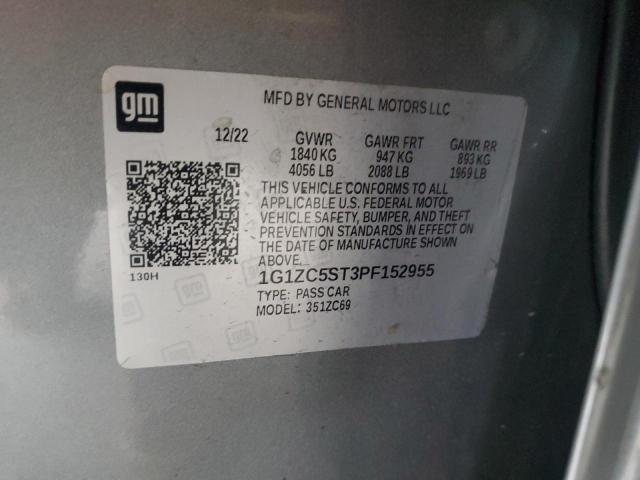 gm
MFD BY GENERAL MOTORS LLC
12/22 GVWR GAWR FRT GAWR RR
1840 KG 947 KG 893 KG
4056 LB 2088 LB 1969 LB
THIS VEHICLE CONFORMS TO ALL
APPLICABLE U.S. FEDERAL MOTOR
VEHICLE SAFETY, BUMPER, AND THEFT
PREVENTION STANDARDS IN EFFECT ON
THE DATE OF MANUFACTURE SHOWN
ABOVE.
130H
1G1ZC5ST3PF152955
TYPE: PASS CAR
MODEL: 351ZC69